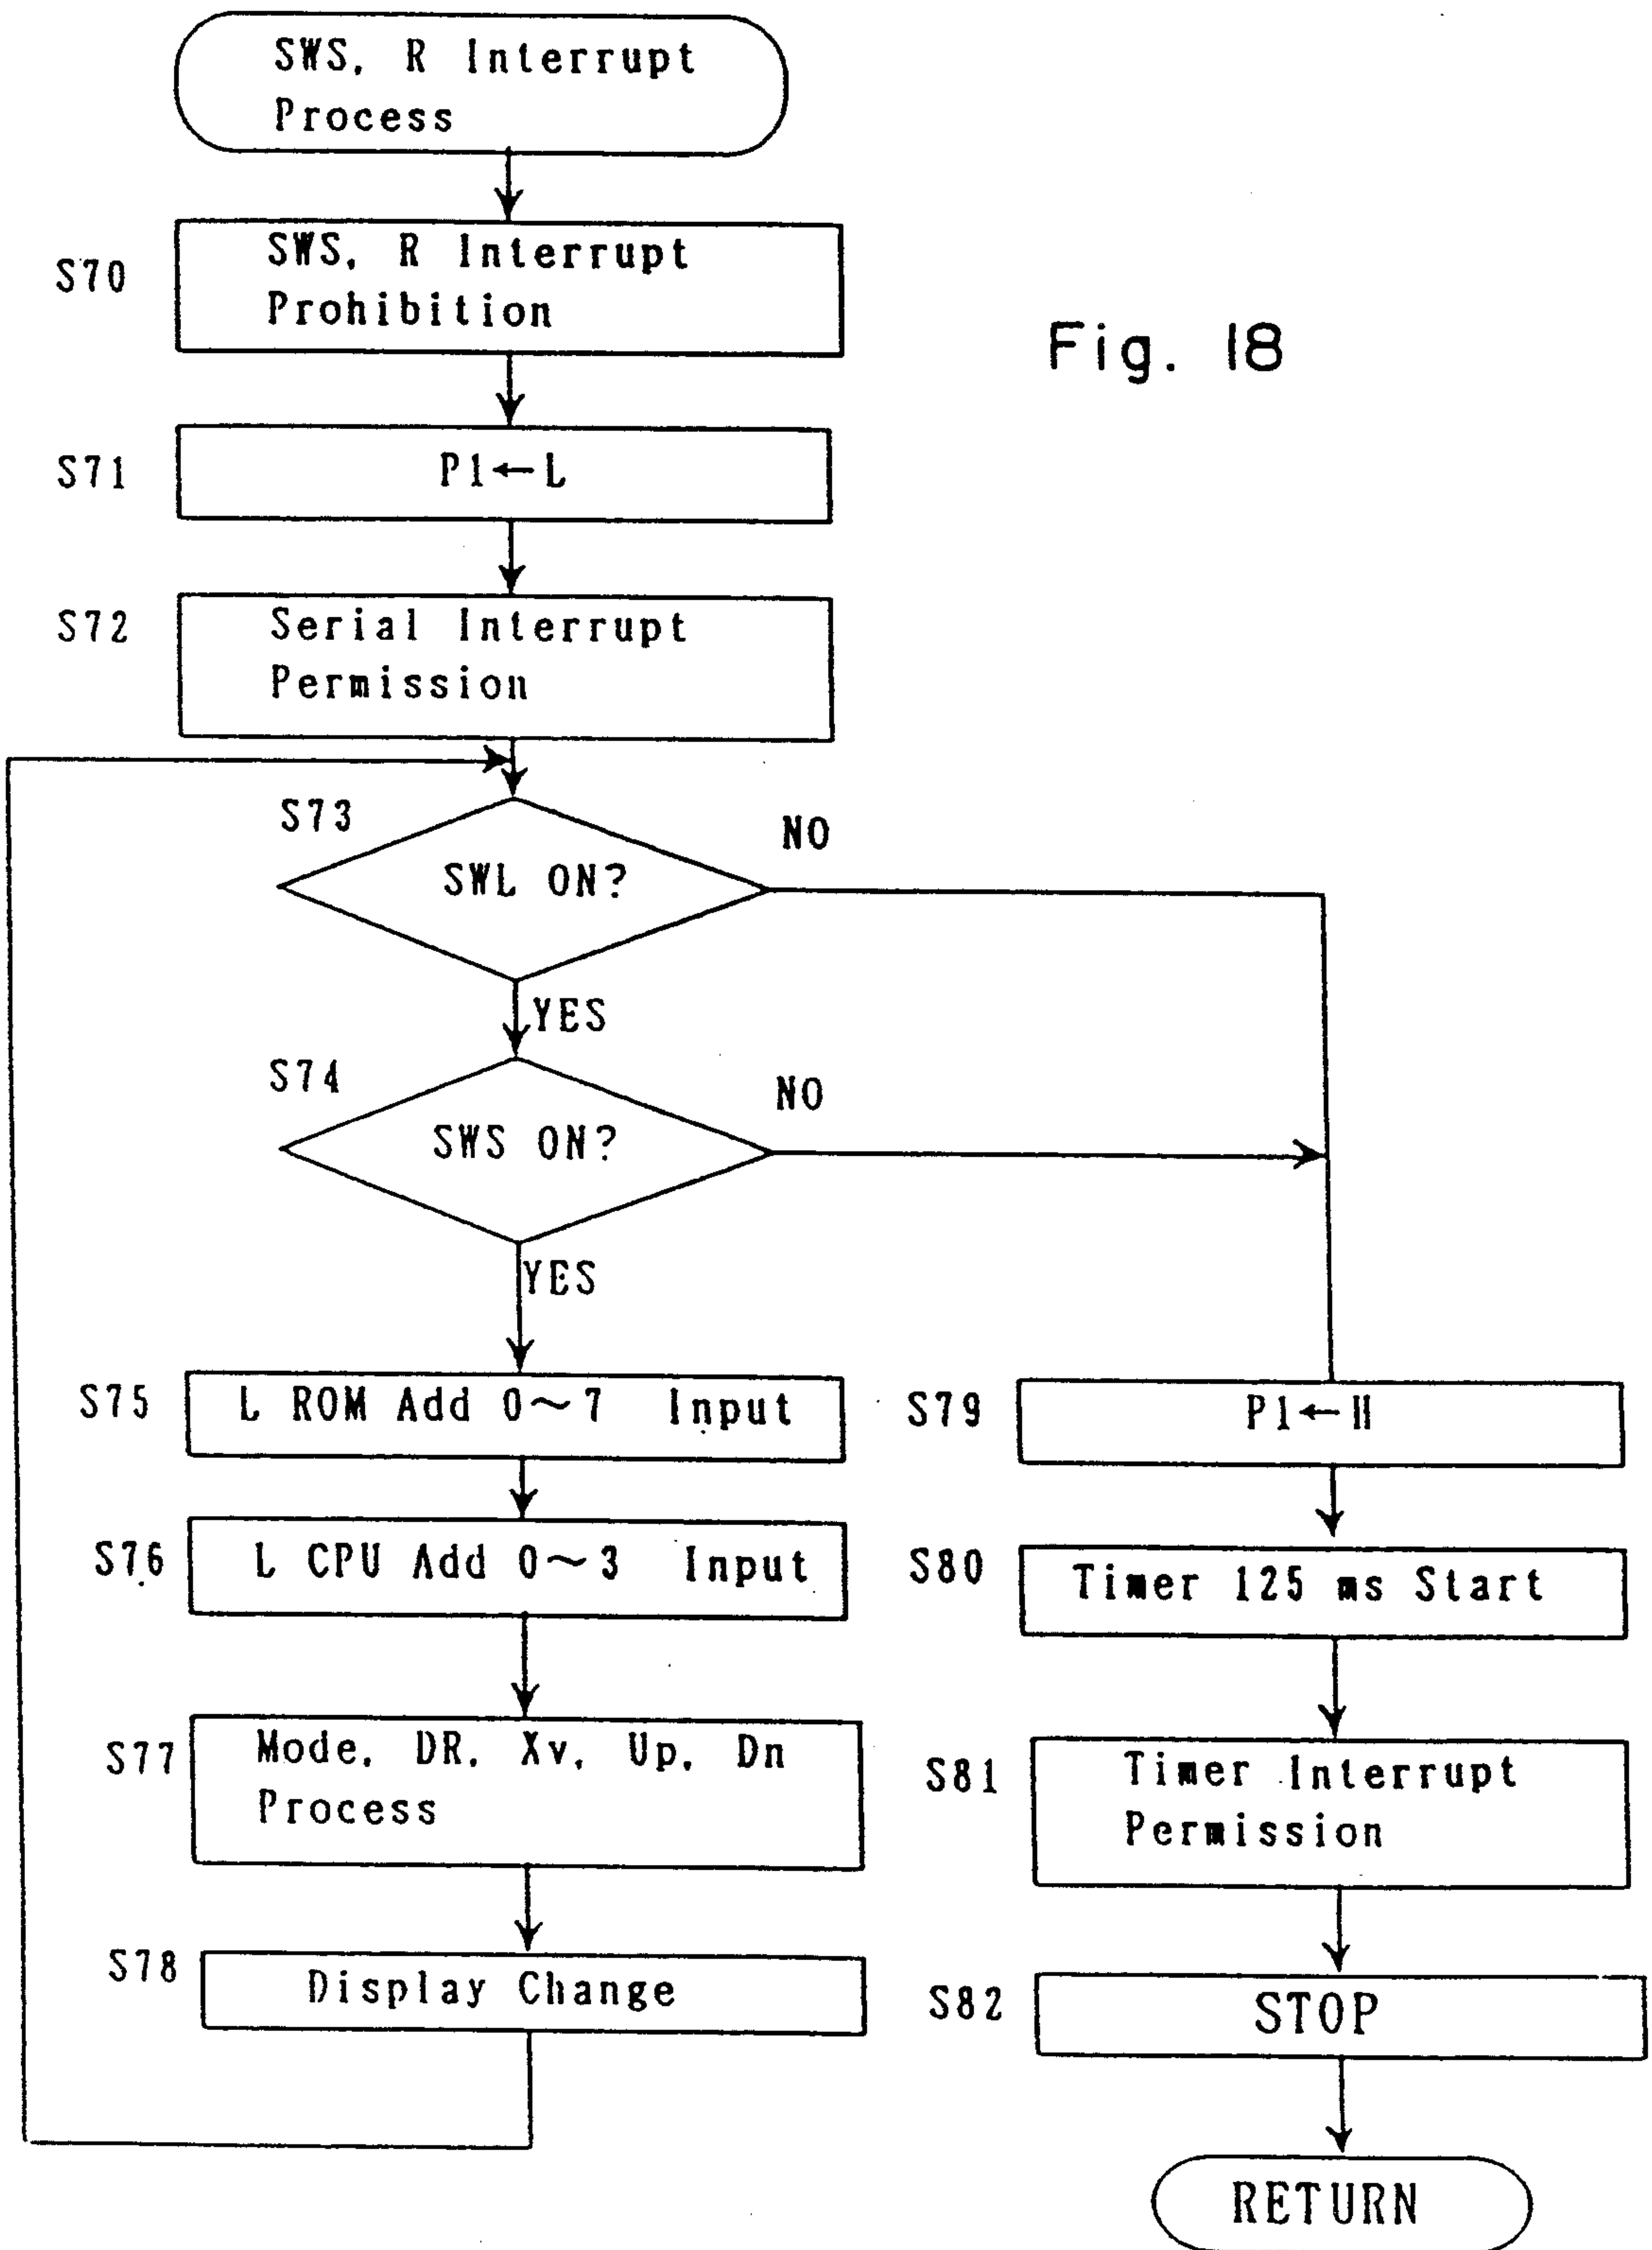 SWS, R Interrupt
Process
S70
SWS, R Interrupt
Prohibition
Fig. 18
S71
P1←L
S72
Serial Interrupt
Permission
S73
SWL ON?
NO
YES
S74
SWS ON?
NO
YES
S75
L ROM Add 0~7 Input
S76
L CPU Add 0~3 Input
S77
Mode, DR, Xv, Up, Dn
Process
S78
Display Change
S79
P1←H
S80
Timer 125 ms Start
S81
Timer Interrupt
Permission
S82
STOP
RETURN